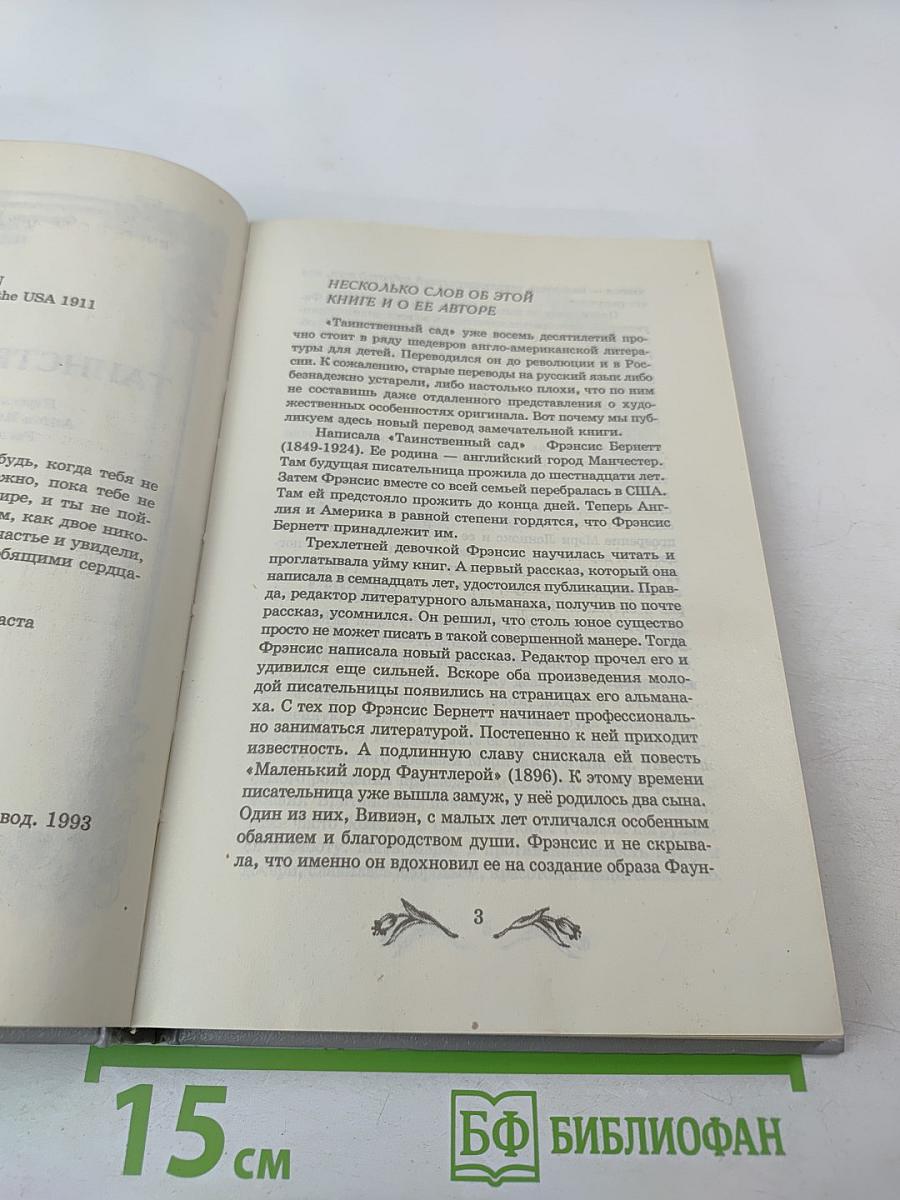 the USA 1911
будь, когда тебя не
жно, пока тебе не
ире, и ты не пой-
м, как двое нико-
частье и увидели,
бящими сердца-
аста
вод. 1993
НЕСКОЛЬКО СЛОВ ОБ ЭТОЙ
КНИГЕ И О ЕЕ АВТОРЕ
«Таинственный сад» уже восемь десятилетий про-
чно стоит в ряду шедевров англо-американской литера-
туры для детей. Переводился он до революции и в Рос-
сии. К сожалению, старые переводы на русский язык либо
безнадежно устарели, либо настолько плохи, что по ним
не составишь даже отдаленного представления о худо-
жественных особенностях оригинала. Вот почему мы пуб-
ликуем здесь новый перевод замечательной книги.
Написала «Таинственный сад» Фрэнсис Бернетт
(1849-1924). Ее родина — английский город Манчестер.
Там будущая писательница прожила до шестнадцати лет.
Затем Фрэнсис вместе со всей семьей перебралась в США.
Там ей предстояло прожить до конца дней. Теперь Анг-
лия и Америка в равной степени гордятся, что Фрэнсис
Бернетт принадлежит им.
Трехлетней девочкой Фрэнсис научилась читать и
проглатывала уйму книг. А первый рассказ, который она
написала в семнадцать лет, удостоился публикации. Прав-
да, редактор литературного альманаха, получив по почте
рассказ, усомнился. Он решил, что столь юное существо
просто не может писать в такой совершенной манере. Тогда
Фрэнсис написала новый рассказ. Редактор прочел его и
удивился еще сильней. Вскоре оба произведения моло-
дой писательницы появились на страницах его альмана-
ха. С тех пор Фрэнсис Бернетт начинает профессиональ-
но заниматься литературой. Постепенно к ней приходит
известность. А подлинную славу снискала ей повесть
«Маленький лорд Фаунтлерой» (1896). К этому времени
писательница уже вышла замуж, у неё родилось два сына.
Один из них, Вивиэн, с малых лет отличался особенным
обаянием и благородством души. Фрэнсис и не скрыва-
ла, что именно он вдохновил ее на создание образа Фаун-
3
15 см
БФ БИБЛИОФАН